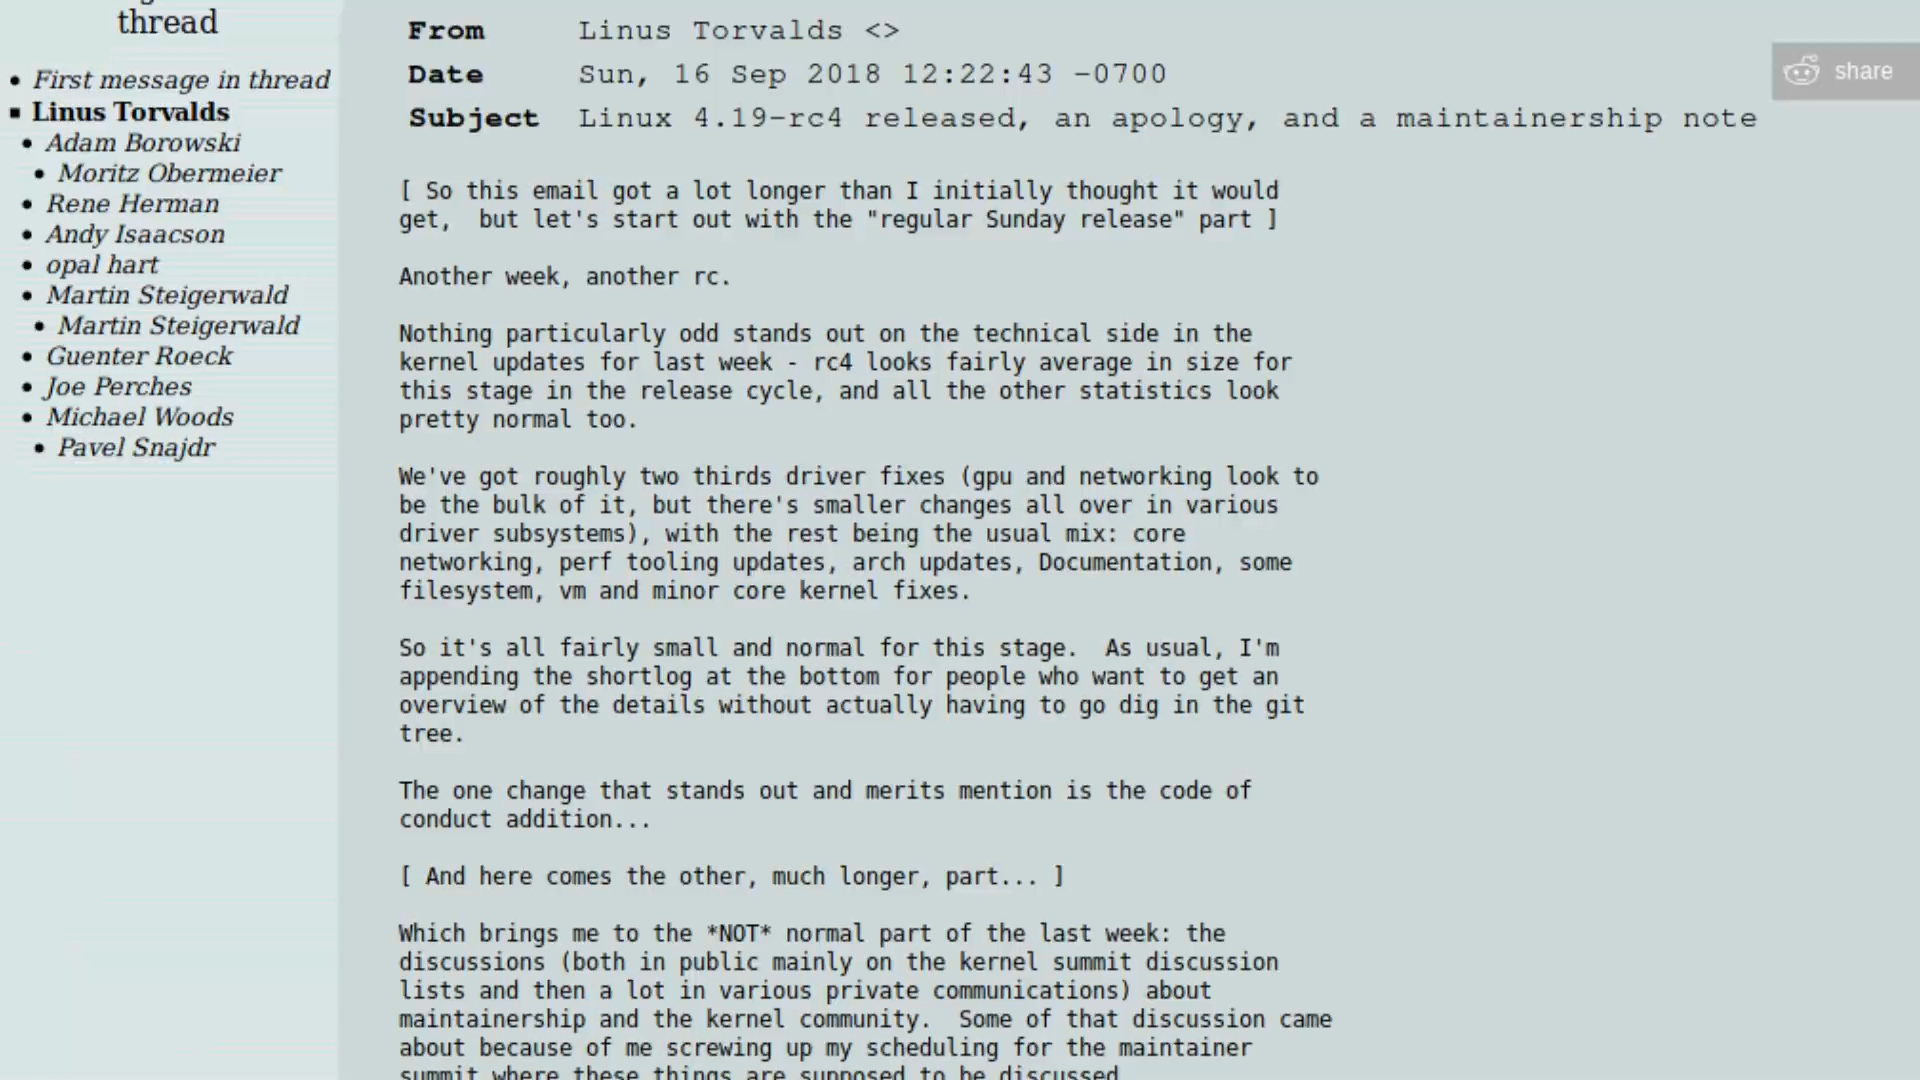 thread
First message in thread
Linus Torvalds
Adam Borowski
Moritz Obermeier
Rene Herman
Andy Isaacson
opal hart
Martin Steigerwald
Martin Steigerwald
Guenter Roeck
Joe Perches
Michael Woods
Pavel Snajdr
From Linus Torvalds <>
Date Sun, 16 Sep 2018 12:22:43 -0700
Subject Linux 4.19-rc4 released, an apology, and a maintainership note
share
[ So this email got a lot longer than I initially thought it would
get,  but let's start out with the "regular Sunday release" part ]
Another week, another rc.
Nothing particularly odd stands out on the technical side in the
kernel updates for last week - rc4 looks fairly average in size for
this stage in the release cycle, and all the other statistics look
pretty normal too.
We've got roughly two thirds driver fixes (gpu and networking look to
be the bulk of it, but there's smaller changes all over in various
driver subsystems), with the rest being the usual mix: core
networking, perf tooling updates, arch updates, Documentation, some
filesystem, vm and minor core kernel fixes.
So it's all fairly small and normal for this stage.  As usual, I'm
appending the shortlog at the bottom for people who want to get an
overview of the details without actually having to go dig in the git
tree.
The one change that stands out and merits mention is the code of
conduct addition...
[ And here comes the other, much longer, part... ]
Which brings me to the *NOT* normal part of the last week: the
discussions (both in public mainly on the kernel summit discussion
lists and then a lot in various private communications) about
maintainership and the kernel community.  Some of that discussion came
about because of me screwing up my scheduling for the maintainer
summit where these things are supposed to be discussed